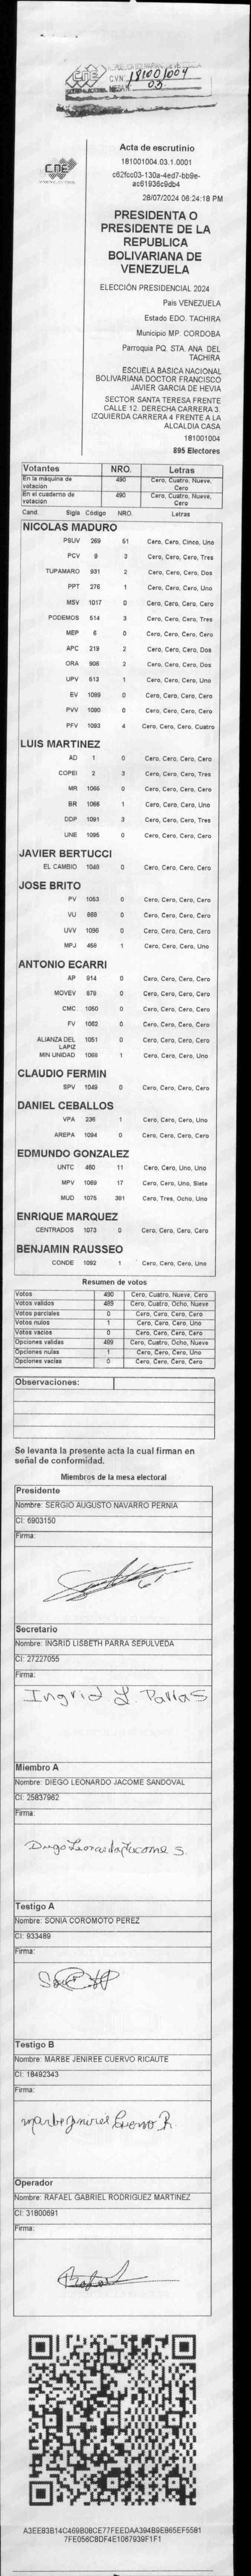 CNE
181001004
03
CNE
Acta de escrutinio
181001004.03.1.0001
c62fcc03-130a-4ed7-bb9e-
ac61936c9db4
28/07/2024 06:24:18 PM
PRESIDENTA O
PRESIDENTE DE LA
REPUBLICA
BOLIVARIANA DE
VENEZUELA
ELECCIÓN PRESIDENCIAL 2024
Pais VENEZUELA
Estado EDO. TACHIRA
Municipio MP. CORDOBA
Parroquia PQ. STA. ANA DEL
TACHIRA
ESCUELA BASICA NACIONAL
BOLIVARIANA DOCTOR FRANCISCO
JAVIER GARCIA DE HEVIA
SECTOR SANTA TERESA FRENTE
CALLE 12. DERECHA CARRERA 3.
IZQUIERDA CARRERA 4 FRENTE A LA
ALCALDIA CASA
181001004
895 Electores
Votantes NRO. Letras
En la máquina de votación 490 Cero, Cuatro, Nueve, Cero
En el cuaderno de votación 490 Cero, Cuatro, Nueve, Cero
Cand. Sigla Código NRO. Letras
NICOLAS MADURO
PSUV 269 51 Cero, Cero, Cinco, Uno
PCV 9 3 Cero, Cero, Cero, Tres
TUPAMARO 931 2 Cero, Cero, Cero, Dos
PPT 276 1 Cero, Cero, Cero, Uno
MSV 1017 0 Cero, Cero, Cero, Cero
PODEMOS 514 3 Cero, Cero, Cero, Tres
MEP 6 0 Cero, Cero, Cero, Cero
APC 219 2 Cero, Cero, Cero, Dos
ORA 906 2 Cero, Cero, Cero, Dos
UPV 613 1 Cero, Cero, Cero, Uno
EV 1089 0 Cero, Cero, Cero, Cero
PVV 1090 0 Cero, Cero, Cero, Cero
PFV 1093 4 Cero, Cero, Cero, Cuatro
LUIS MARTINEZ
AD 1 0 Cero, Cero, Cero, Cero
COPEI 2 3 Cero, Cero, Cero, Tres
MR 1066 0 Cero, Cero, Cero, Cero
BR 1068 1 Cero, Cero, Cero, Uno
DDP 1091 3 Cero, Cero, Cero, Tres
UNE 1095 0 Cero, Cero, Cero, Cero
JAVIER BERTUCCI
EL CAMBIO 1048 0 Cero, Cero, Cero, Cero
JOSE BRITO
PV 1053 0 Cero, Cero, Cero, Cero
VU 869 0 Cero, Cero, Cero, Cero
UVV 1096 0 Cero, Cero, Cero, Cero
MPJ 458 1 Cero, Cero, Cero, Uno
ANTONIO ECARRI
AP 814 0 Cero, Cero, Cero, Cero
MOVEV 878 0 Cero, Cero, Cero, Cero
CMC 1050 0 Cero, Cero, Cero, Cero
FV 1062 0 Cero, Cero, Cero, Cero
ALIANZA DEL LAPIZ 1051 0 Cero, Cero, Cero, Cero
MIN UNIDAD 1069 1 Cero, Cero, Cero, Uno
CLAUDIO FERMIN
SPV 1049 0 Cero, Cero, Cero, Cero
DANIEL CEBALLOS
VPA 236 1 Cero, Cero, Cero, Uno
AREPA 1094 0 Cero, Cero, Cero, Cero
EDMUNDO GONZALEZ
UNTC 460 11 Cero, Cero, Uno, Uno
MPV 1069 17 Cero, Cero, Uno, Siete
MUD 1075 381 Cero, Tres, Ocho, Uno
ENRIQUE MARQUEZ
CENTRADOS 1073 0 Cero, Cero, Cero, Cero
BENJAMIN RAUSSEO
CONDE 1092 1 Cero, Cero, Cero, Uno
Resumen de votos
Votos 490 Cero, Cuatro, Nueve, Cero
Votos validos 489 Cero, Cuatro, Ocho, Nueve
Votos parciales 0 Cero, Cero, Cero, Cero
Votos nulos 1 Cero, Cero, Cero, Uno
Votos vacios 0 Cero, Cero, Cero, Cero
Opciones validas 489 Cero, Cuatro, Ocho, Nueve
Opciones nulas 1 Cero, Cero, Cero, Uno
Opciones vacias 0 Cero, Cero, Cero, Cero
Observaciones:
Se levanta la presente acta la cual firman en
señal de conformidad.
Miembros de la mesa electoral
Presidente
Nombre: SERGIO AUGUSTO NAVARRO PERNIA
CI: 6903150
Firma:
Secretario
Nombre: INGRID LISBETH PARRA SEPULVEDA
CI: 27227055
Firma:
Ingrid L. Parras
Miembro A
Nombre: DIEGO LEONARDO JACOME SANDOVAL
CI: 25837962
Firma:
Diego Leonardo Jacome S.
Testigo A
Nombre: SONIA COROMOTO PEREZ
CI: 933489
Firma:
Testigo B
Nombre: MARBE JENIREE CUERVO RICAUTE
CI: 18492343
Firma:
Marbe Jeniree Cuervo R
Operador
Nombre: RAFAEL GABRIEL RODRIGUEZ MARTINEZ
CI: 31800691
Firma:
Rafael
A3EE83B14C469B08CE77FEEDAA394B9E865EF5581
7FE056C8DF4E1087939F1F1